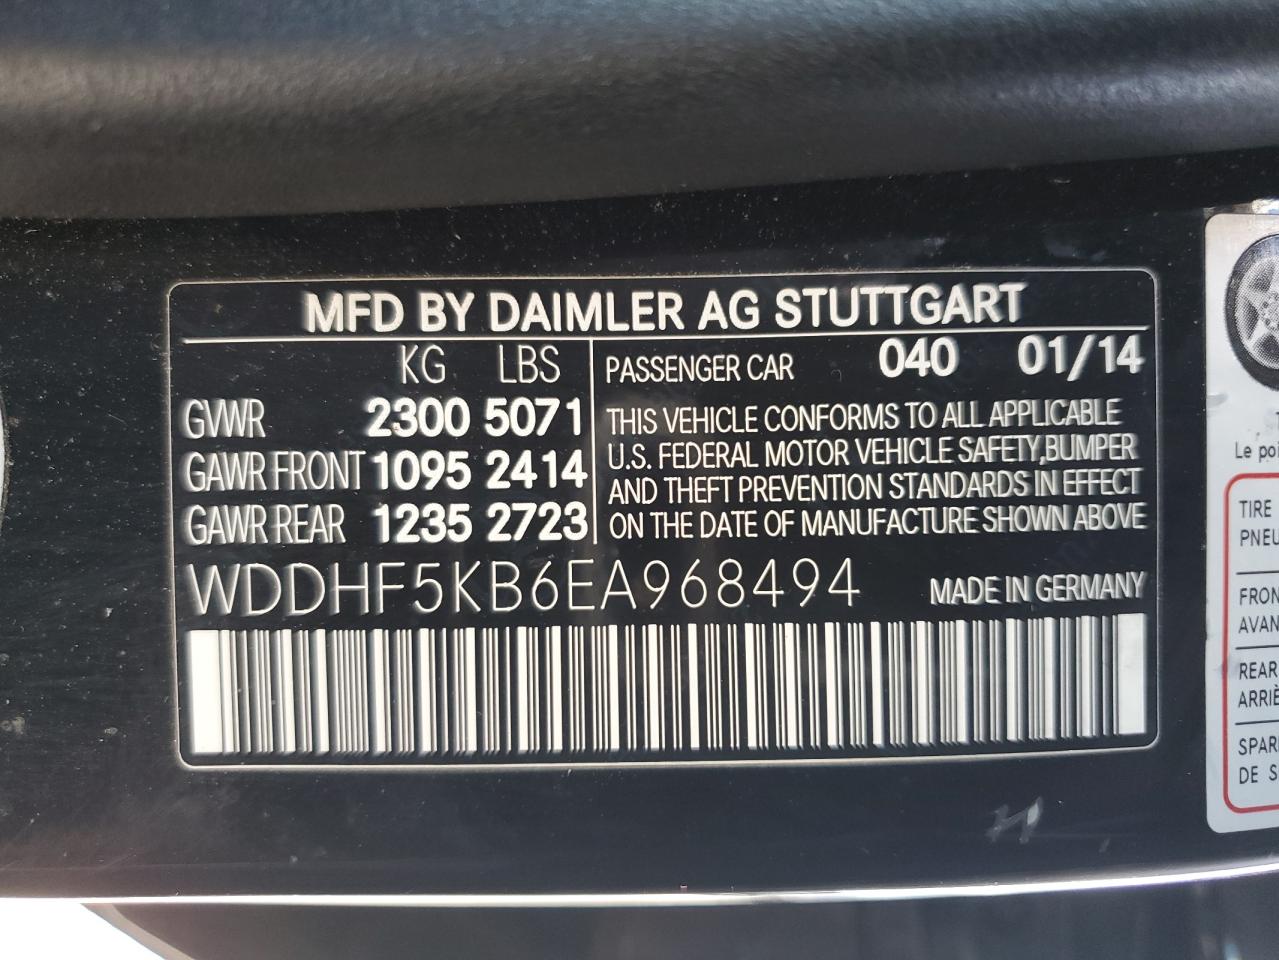 MFD BY DAIMLER AG STUTTGART
KG LBS
PASSENGER CAR 040 01/14
GVWR 2300 5071
GAWR FRONT 1095 2414
GAWR REAR 1235 2723
THIS VEHICLE CONFORMS TO ALL APPLICABLE
U.S. FEDERAL MOTOR VEHICLE SAFETY,BUMPER
AND THEFT PREVENTION STANDARDS IN EFFECT
ON THE DATE OF MANUFACTURE SHOWN ABOVE
WDDHF5KB6EA968494 MADE IN GERMANY
Le poi
TIRE
PNEU
FRON
AVAN
REAR
ARRIÈ
SPAR
DE S